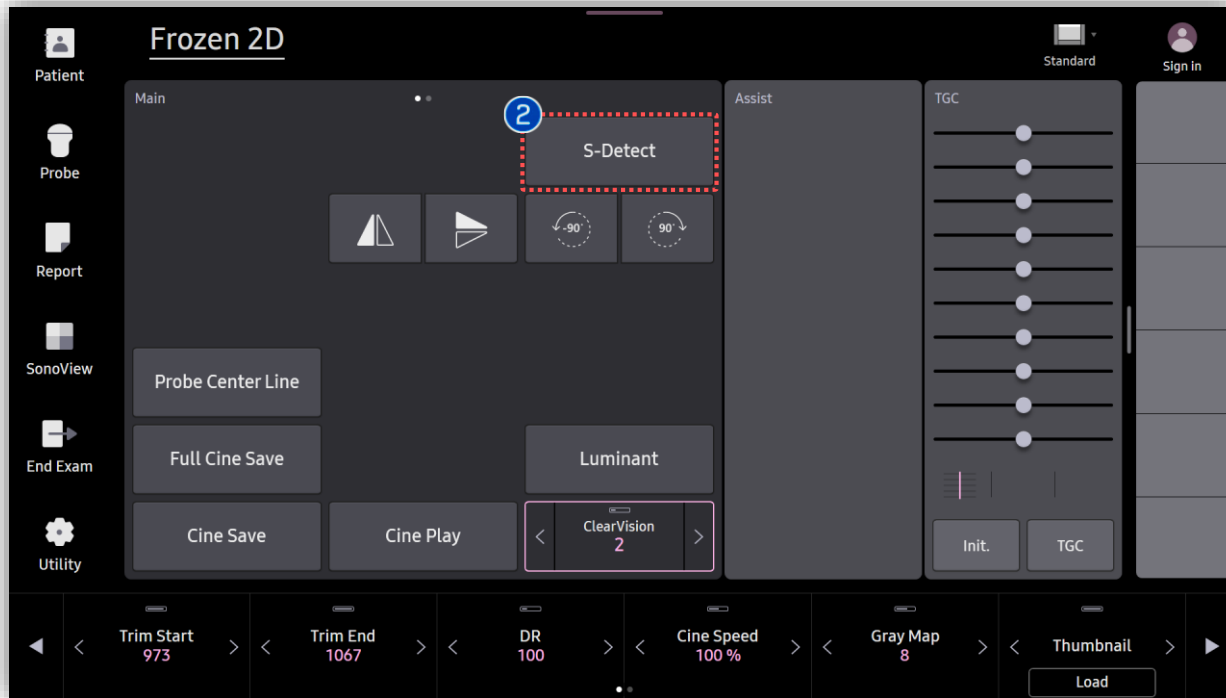 Frozen 2D
Patient
Standard
Sign in
Main
Assist
TGC
2
S-Detect
Probe
-90°
90°
Report
SonoView
Probe Center Line
End Exam
Full Cine Save
Luminant
Cine Save
Cine Play
ClearVision
2
Init.
TGC
Utility
Trim Start
973
Trim End
1067
DR
100
Cine Speed
100 %
Gray Map
8
Thumbnail
Load